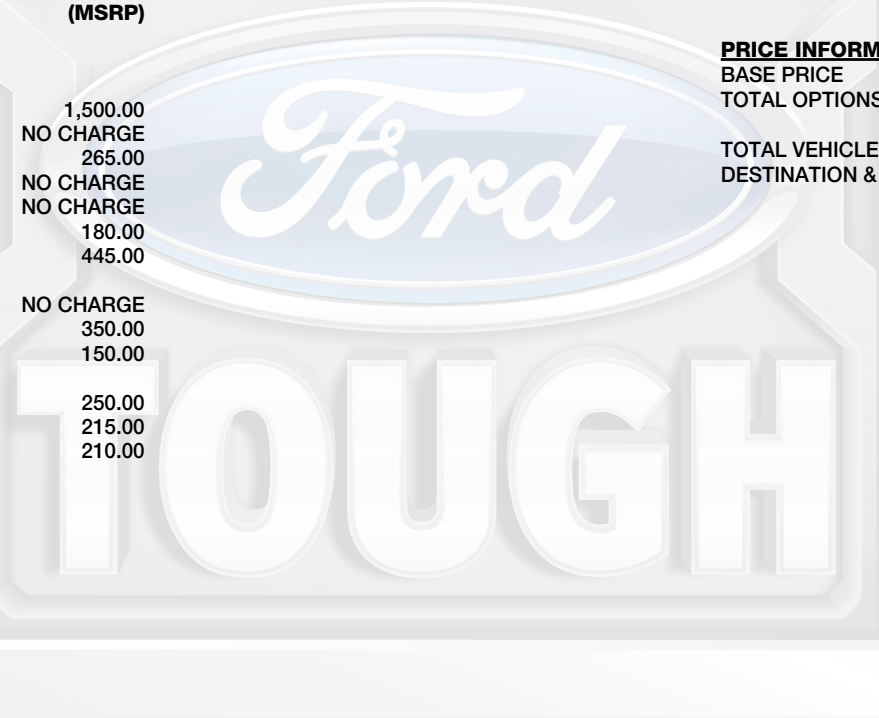 (MSRP)
1,500.00
NO CHARGE
265.00
NO CHARGE
NO CHARGE
180.00
445.00
NO CHARGE
350.00
150.00
250.00
215.00
210.00
PRICE INFORM
BASE PRICE
TOTAL OPTIONS
TOTAL VEHICLE
DESTINATION &
Ford
TOUGH